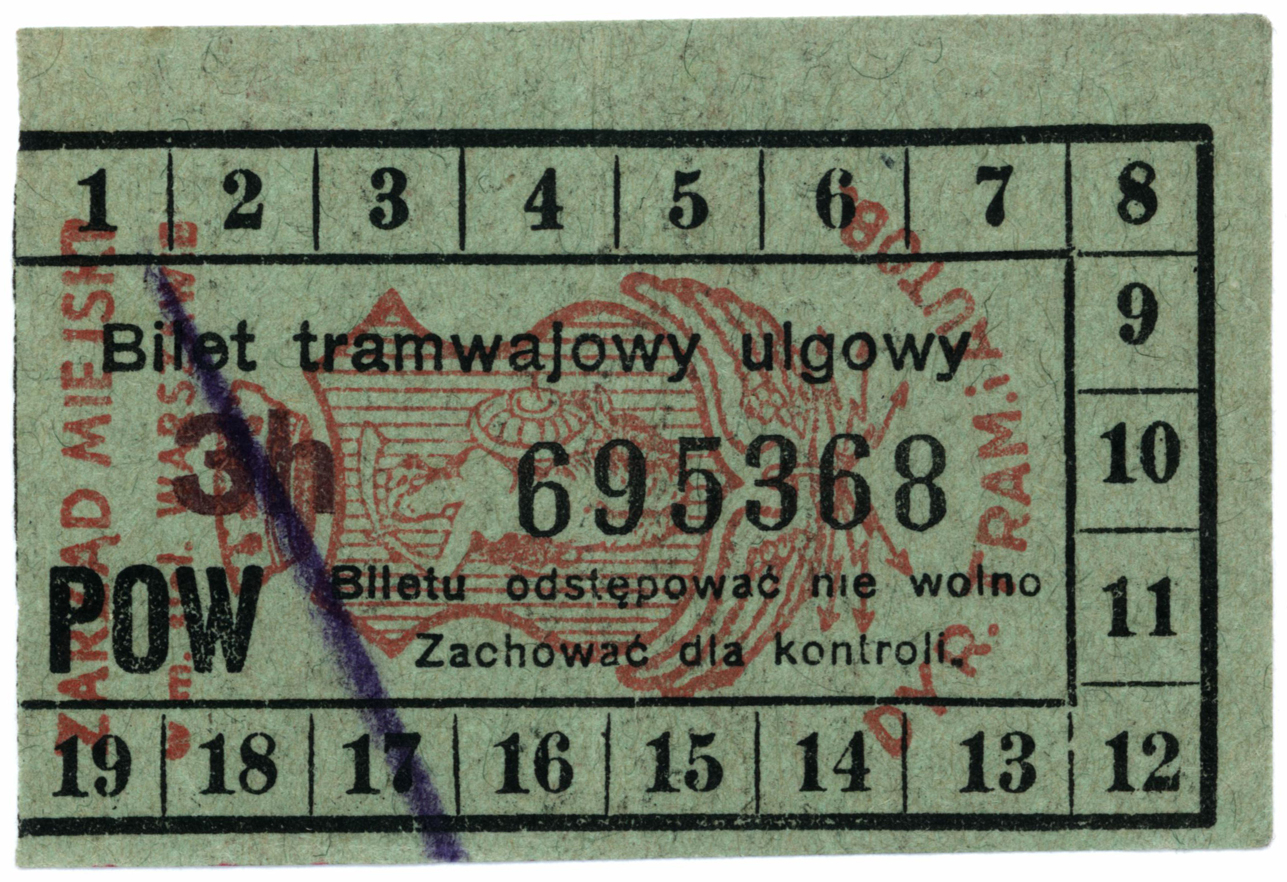 1 2 3 4 5 6 7 8
9
10
11
12
Bilet tramwajowy ulgowy
3h
695368
POW
Biletu odstępować nie wolno
Zachować dla kontroli.
19 18 17 16 15 14 13
ZARZĄD MIEJSKI
WARSZAWIE
DYR. TRAM. i AUTOB.